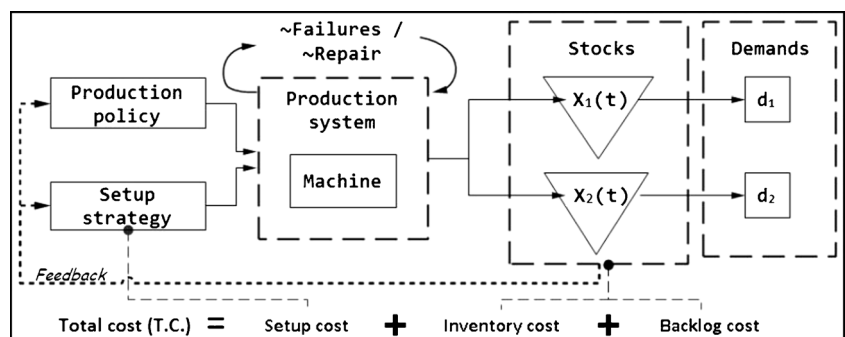 ~Failures /
~Repair
Stocks
Demands
Production
policy
Production
system
Machine
Setup
strategy
X₁(t)
d₁
X₂(t)
d₂
Feedback
Total cost (T.C.) = Setup cost + Inventory cost + Backlog cost